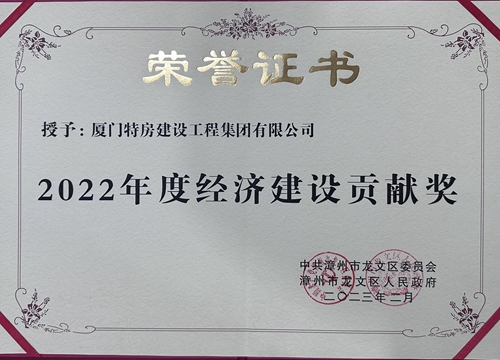 荣誉证书
授予：厦门特房建设工程集团有限公司
2022年度经济建设贡献奖
中共漳州市龙文区委员会
漳州市龙文区人民政府
二〇二三年二月